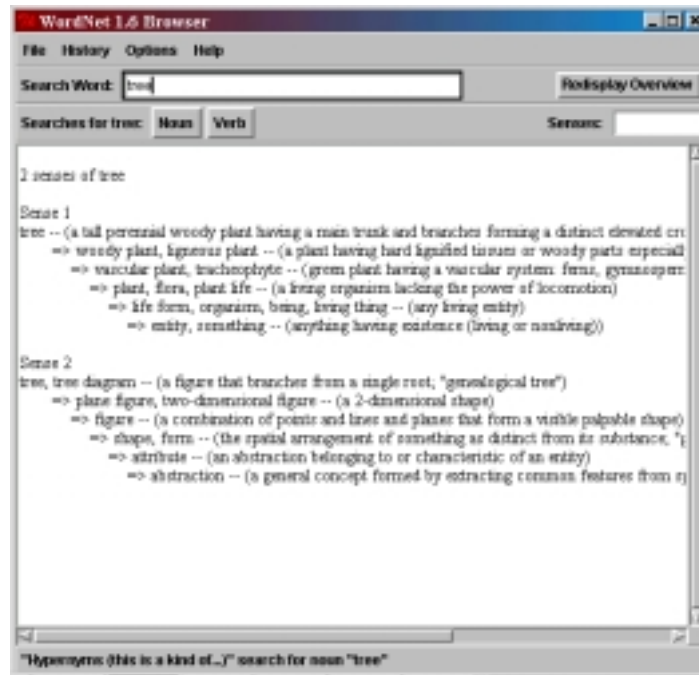 WordNet 1.6 Browser
File History Options Help
Search Word: tree Redisplay Overview
Searches for tree: Noun Verb Senses:
2 senses of tree
Sense 1
tree -- (a tall perennial woody plant having a main trunk and branches forming a distinct elevated cro
=> woody plant, ligneous plant -- (a plant having hard lignified tissues or woody parts especiall
=> vascular plant, tracheophyte -- (green plant having a vascular system: ferns, gymnosperm
=> plant, flora, plant life -- (a living organism lacking the power of locomotion)
=> life form, organism, being, living thing -- (any living entity)
=> entity, something -- (anything having existence (living or nonliving))
Sense 2
tree, tree diagram -- (a figure that branches from a single root; "genealogical tree")
=> plane figure, two-dimensional figure -- (a 2-dimensional shape)
=> figure -- (a combination of points and lines and planes that form a visible palpable shape)
=> shape, form -- (the spatial arrangement of something as distinct from its substance; "g
=> attribute -- (an abstraction belonging to or characteristic of an entity)
=> abstraction -- (a general concept formed by extracting common features from sp
"Hypernyms (this is a kind of...)" search for noun "tree"